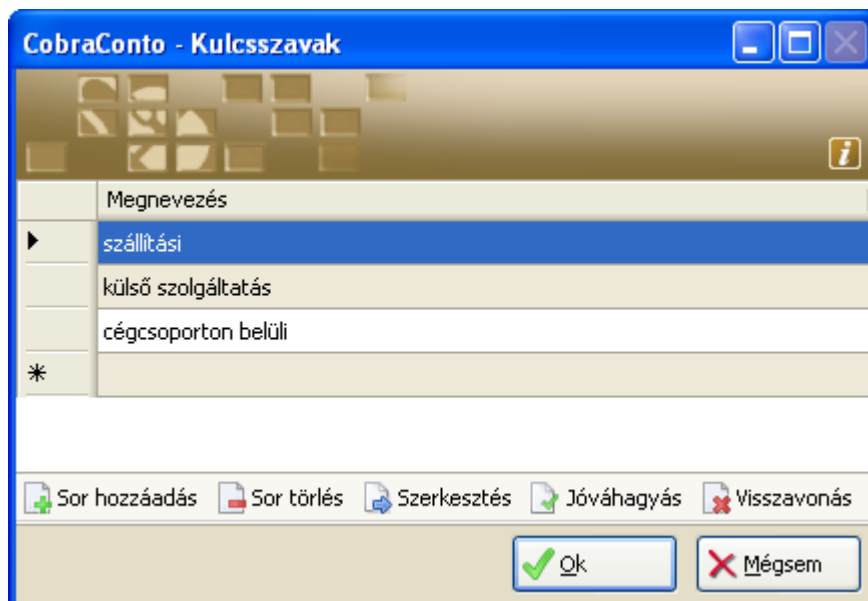 CobraConto - Kulcsszavak
Megnevezés
szállítási
külső szolgáltatás
cégcsoporton belüli
Sor hozzáadás Sor törlés Szerkesztés Jóváhagyás Visszavonás
Ok Mégsem